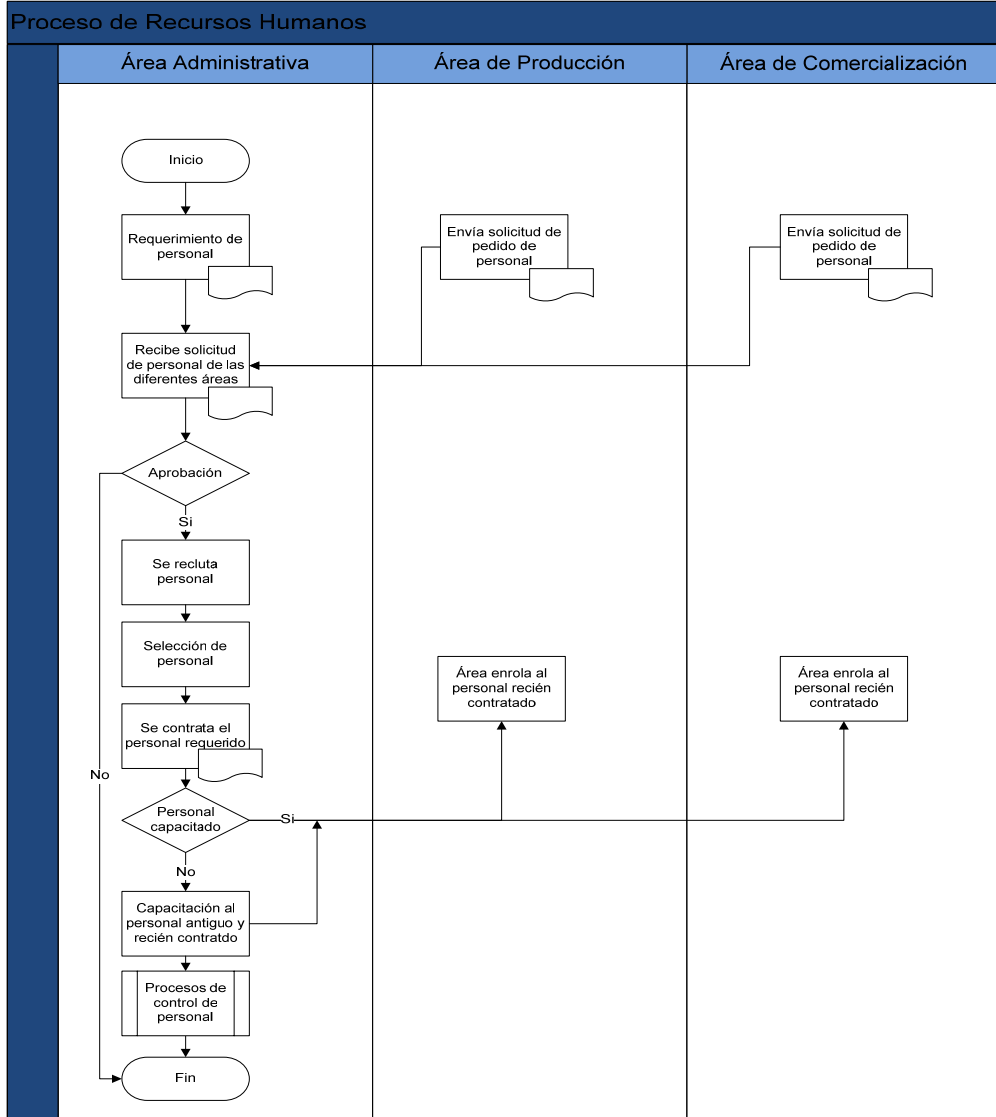 Proceso de Recursos Humanos
Área Administrativa
Área de Producción
Área de Comercialización
Inicio
Requerimiento de
personal
Envía solicitud de
pedido de
personal
Envía solicitud de
pedido de
personal
Recibe solicitud
de personal de las
diferentes áreas
Aprobación
Si
Se recluta
personal
Selección de
personal
Área enrola al
personal recién
contratado
Área enrola al
personal recién
contratado
Se contrata el
personal requerido
No
Personal
capacitado
Si
No
Capacitación al
personal antiguo y
recién contratdo
Procesos de
control de
personal
Fin